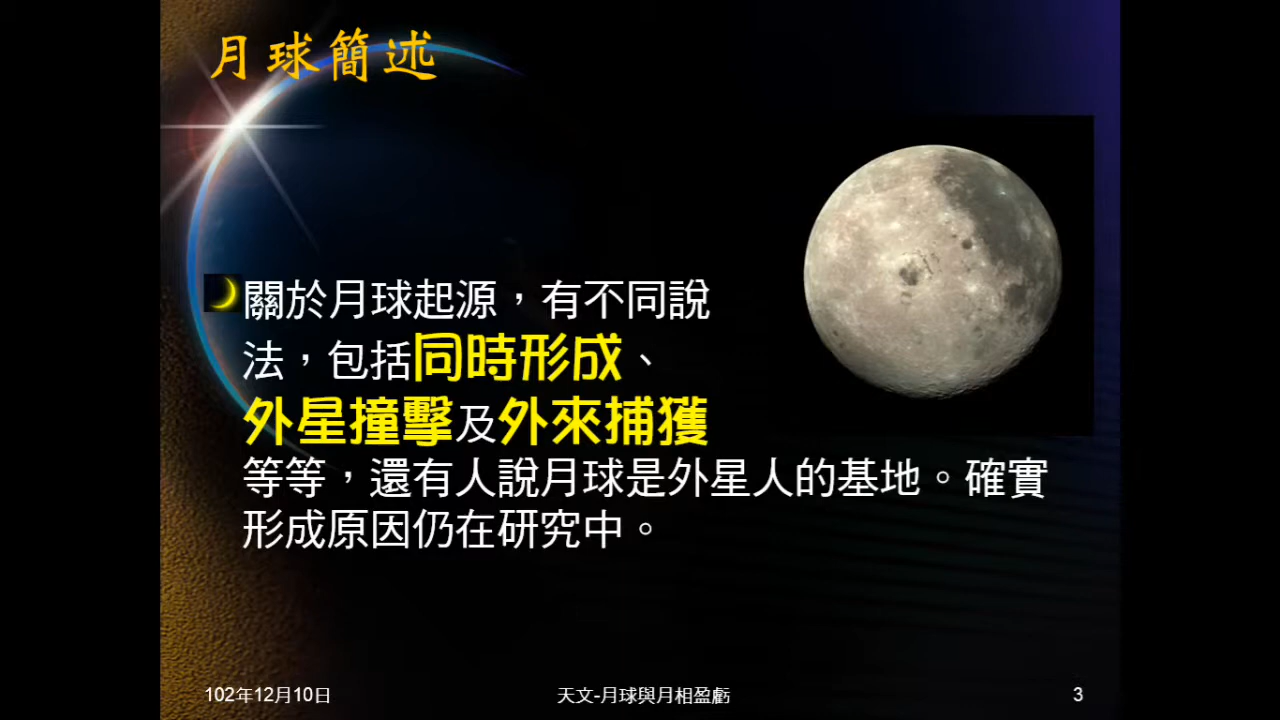 月球簡述
關於月球起源，有不同說
法，包括同時形成、
外星撞擊及外來捕獲
等等，還有人說月球是外星人的基地。確實
形成原因仍在研究中。
102年12月10日
天文-月球與月相盈虧
3